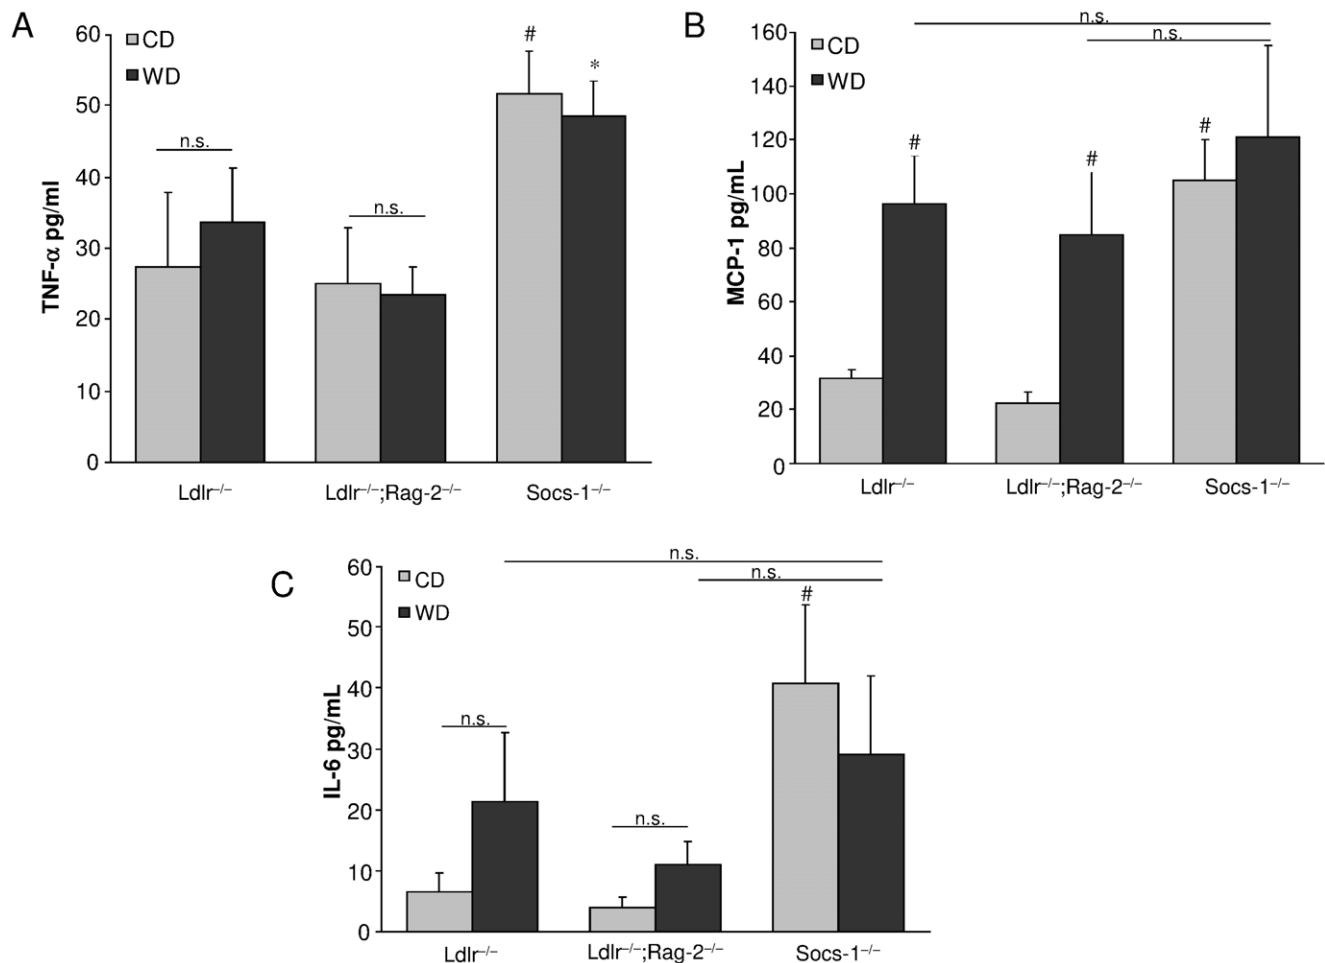 A
60
50
40
30
20
10
0
TNF-α pg/ml
CD
WD
n.s.
n.s.
#
*
Ldlr⁻/⁻
Ldlr⁻/⁻;Rag-2⁻/⁻
Socs-1⁻/⁻
B
160
140
120
100
80
60
40
20
0
MCP-1 pg/mL
CD
WD
n.s.
n.s.
#
#
#
Ldlr⁻/⁻
Ldlr⁻/⁻;Rag-2⁻/⁻
Socs-1⁻/⁻
C
60
50
40
30
20
10
0
IL-6 pg/mL
CD
WD
n.s.
n.s.
#
n.s.
n.s.
Ldlr⁻/⁻
Ldlr⁻/⁻;Rag-2⁻/⁻
Socs-1⁻/⁻